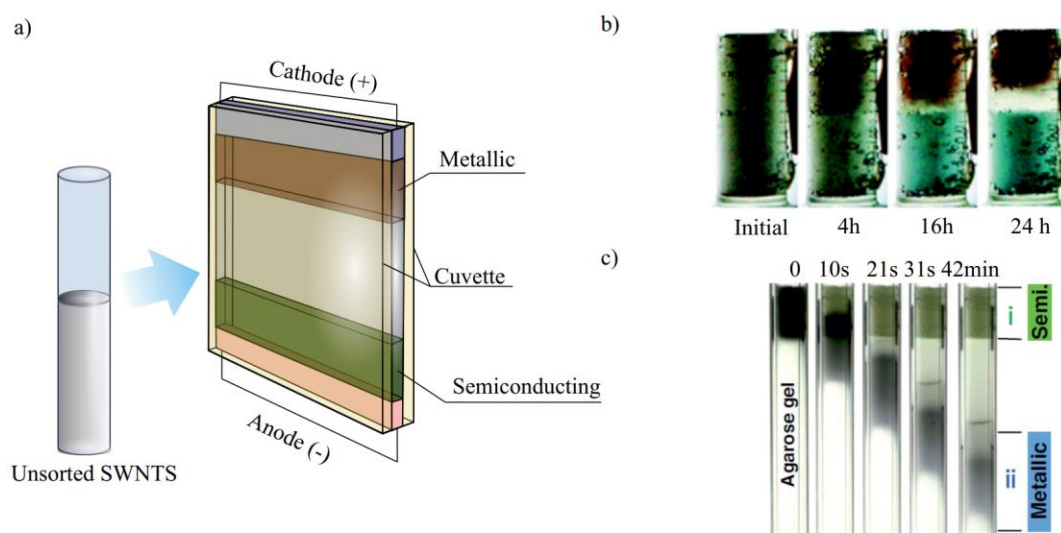 a)
Cathode (+)
Metallic
Cuvette
Semiconducting
Anode (-)
Unsorted SWNTS
b)
Initial 4h 16h 24 h
c)
0 10s 21s 31s 42min
Agarose gel
i
Semi.
ii
Metallic